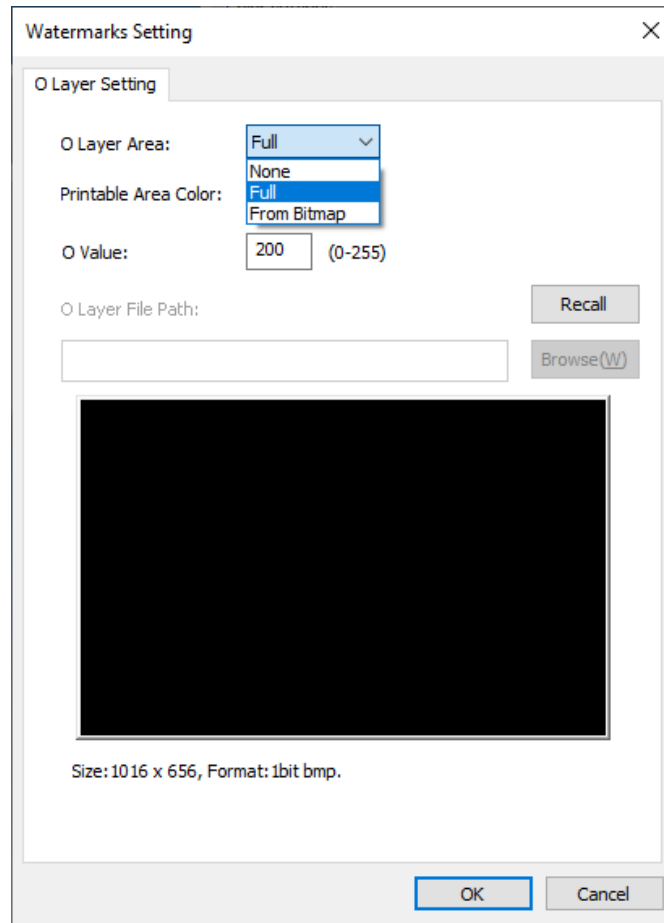 Watermarks Setting
O Layer Setting
O Layer Area:
Full
None
Full
From Bitmap
Printable Area Color:
O Value:
200
(0-255)
O Layer File Path:
Recall
Browse(W)
Size:1016 x 656, Format:1bit bmp.
OK
Cancel